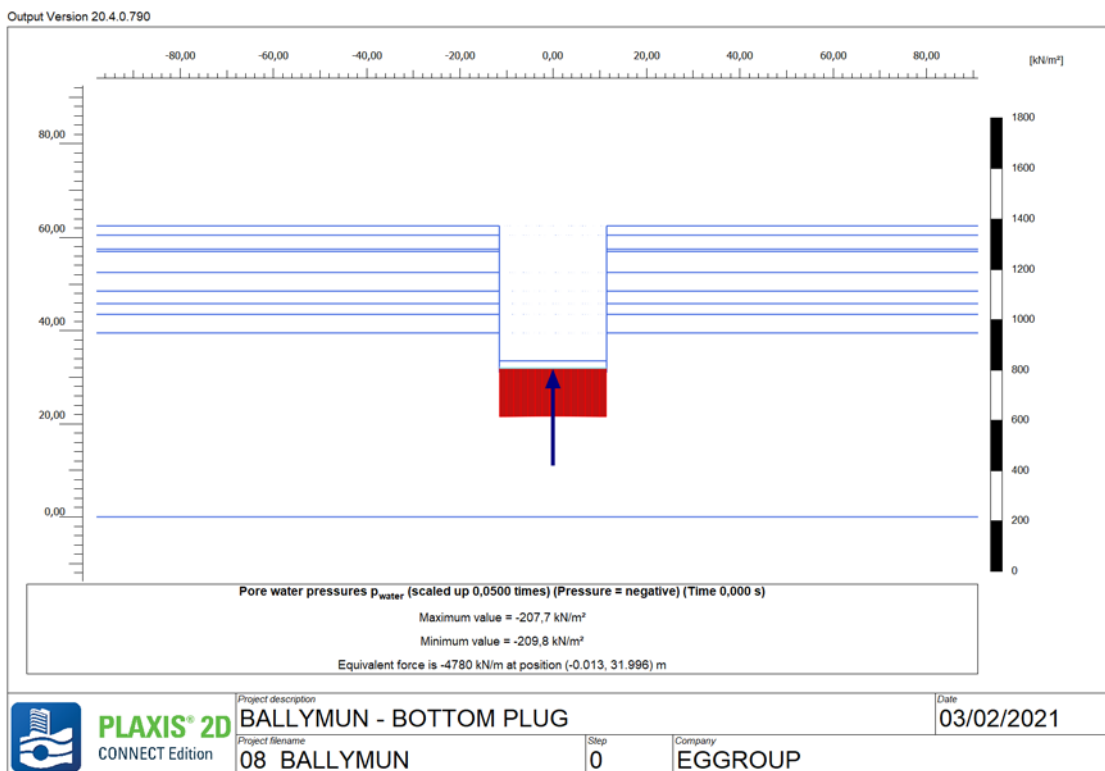 Output Version 20.4.0.790
-80,00 -60,00 -40,00 -20,00 0,00 20,00 40,00 60,00 80,00
[kN/m²]
80,00
60,00
40,00
20,00
0,00
1800
1600
1400
1200
1000
800
600
400
200
0
Pore water pressures pwater (scaled up 0,0500 times) (Pressure = negative) (Time 0,000 s)
Maximum value = -207,7 kN/m²
Minimum value = -209,8 kN/m²
Equivalent force is -4780 kN/m at position (-0.013, 31.996) m
PLAXIS® 2D
CONNECT Edition
Project description
BALLYMUN - BOTTOM PLUG
Date
03/02/2021
Project filename
08_BALLYMUN
Step
0
Company
EGGROUP